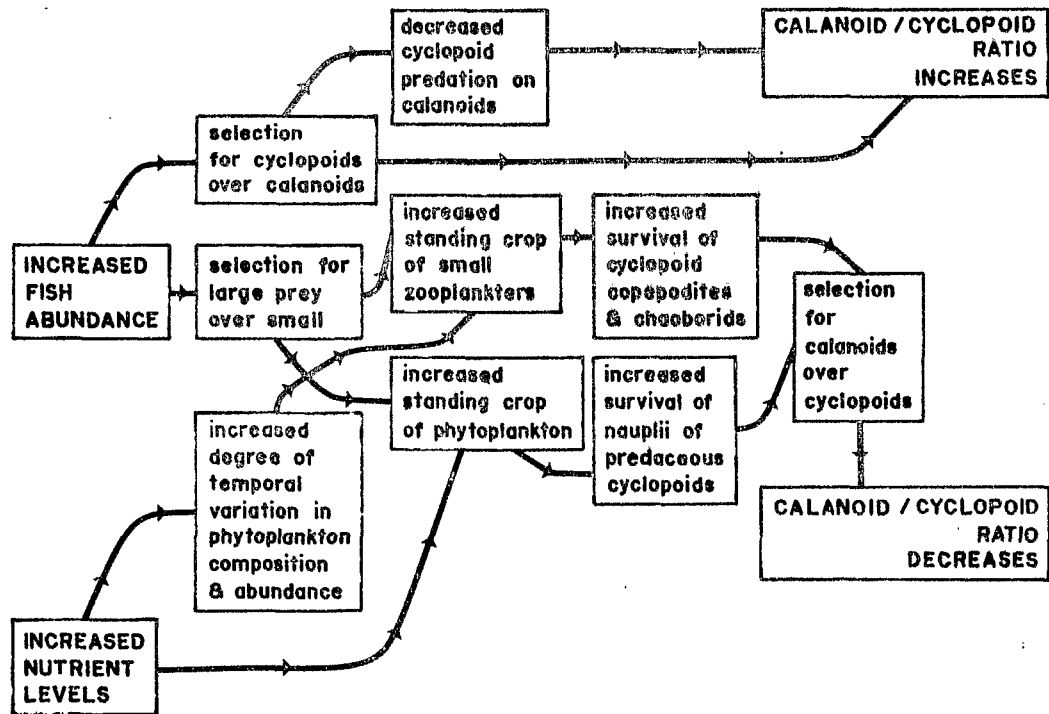 decreased
cyclopoid
predation on
calanoids
CALANOID / CYCLOPOID
RATIO
INCREASES
selection
for cyclopoids
over calanoids
INCREASED
FISH
ABUNDANCE
selection for
large prey
over small
increased
standing crop
of small
zooplankters
increased
survival of
cyclopoid
copepodites
& chaoborids
selection
for
calanoids
over
cyclopoids
increased
standing crop
of phytoplankton
increased
survival of
nauplii of
predaceous
cyclopoids
increased
degree of
temporal
variation in
phytoplankton
composition
& abundance
CALANOID / CYCLOPOID
RATIO
DECREASES
INCREASED
NUTRIENT
LEVELS